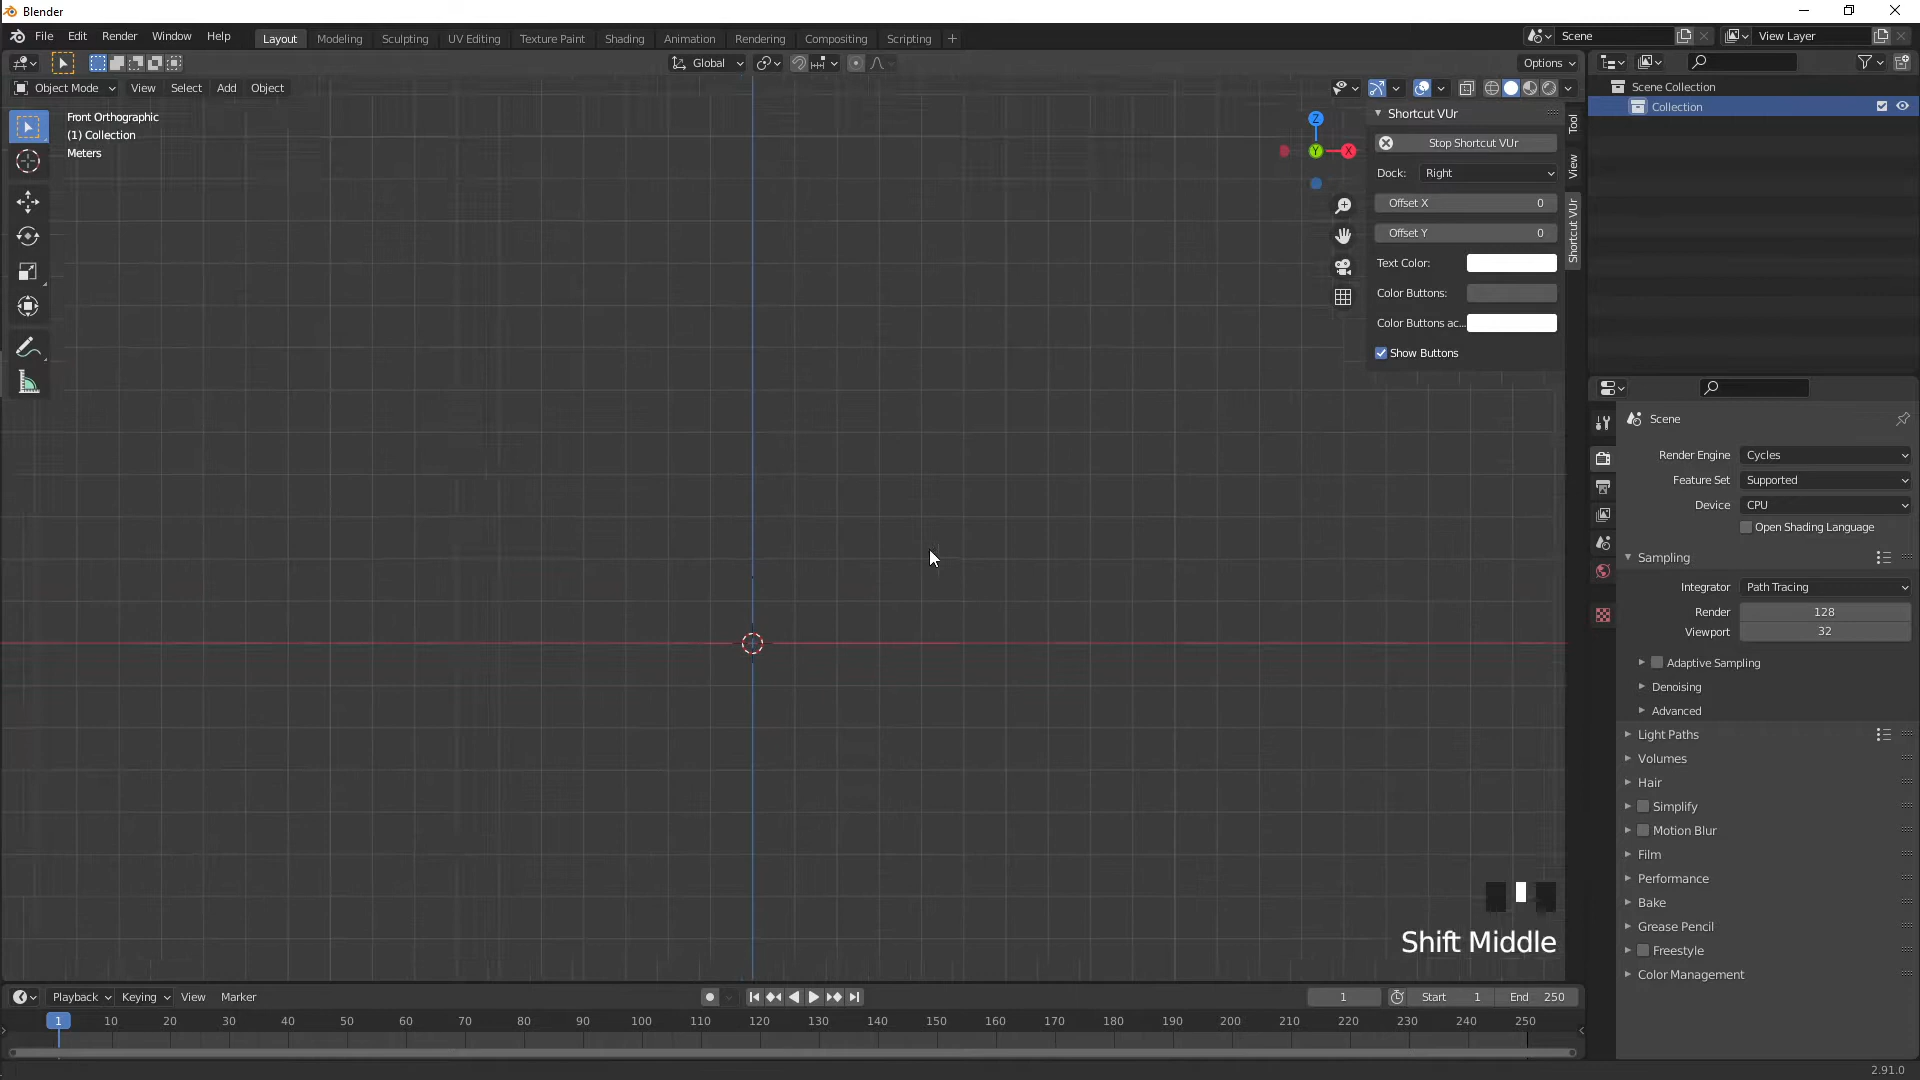 Blender
File Edit Render Window Help
Layout Modeling Sculpting UV Editing Texture Paint Shading Animation Rendering Compositing Scripting +
Scene
View Layer
Global
Options
Object Mode View Select Add Object
Front Orthographic
(1) Collection
Meters
Z
Y
X
Shortcut VUr
Stop Shortcut VUr
Dock: Right
Offset X 0
Offset Y 0
Text Color:
Color Buttons:
Color Buttons ac...
Show Buttons
Tool
View
Shortcut VUr
Scene Collection
Collection
Scene
Render Engine Cycles
Feature Set Supported
Device CPU
Open Shading Language
Sampling
Integrator Path Tracing
Render 128
Viewport 32
Adaptive Sampling
Denoising
Advanced
Light Paths
Volumes
Hair
Simplify
Motion Blur
Film
Performance
Bake
Grease Pencil
Freestyle
Color Management
Shift Middle
Playback Keying View Marker
1 Start 1 End 250
1 10 20 30 40 50 60 70 80 90 100 110 120 130 140 150 160 170 180 190 200 210 220 230 240 250
2.91.0